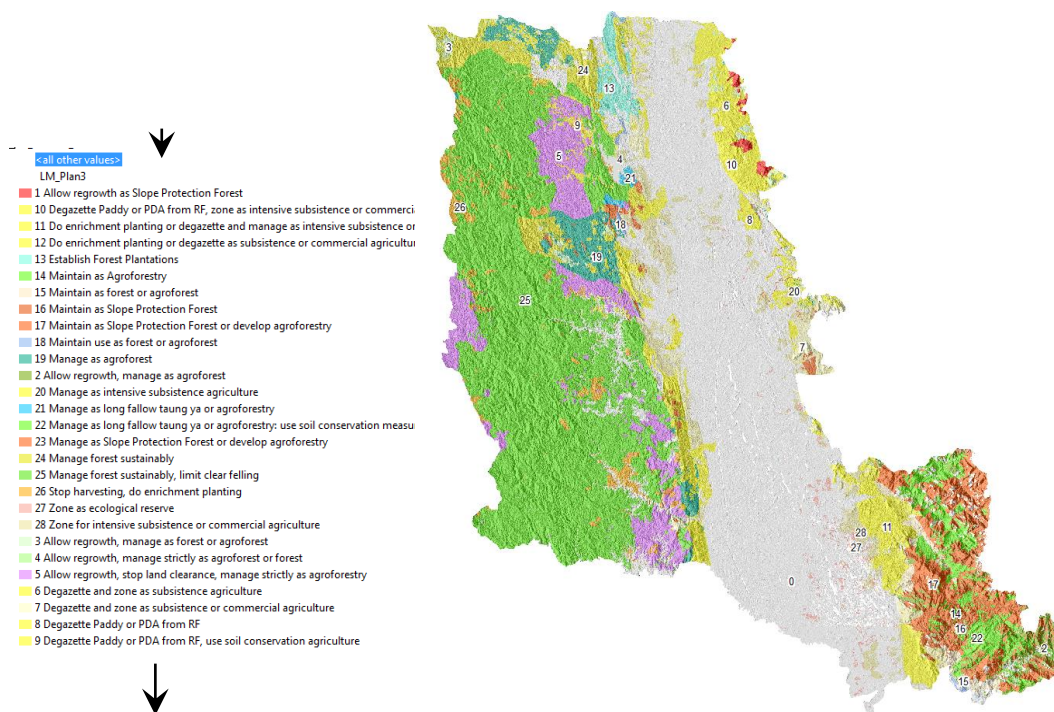 <all other values>
LM_Plan3
1 Allow regrowth as Slope Protection Forest
10 Degazette Paddy or PDA from RF, zone as intensive subsistence or commerci
11 Do enrichment planting or degazette and manage as intensive subsistence or
12 Do enrichment planting or degazette as subsistence or commercial agricultur
13 Establish Forest Plantations
14 Maintain as Agroforestry
15 Maintain as forest or agroforest
16 Maintain as Slope Protection Forest
17 Maintain as Slope Protection Forest or develop agroforestry
18 Maintain use as forest or agroforest
19 Manage as agroforest
2 Allow regrowth, manage as agroforest
20 Manage as intensive subsistence agriculture
21 Manage as long fallow taung ya or agroforestry
22 Manage as long fallow taung ya or agroforestry: use soil conservation measu
23 Manage as Slope Protection Forest or develop agroforestry
24 Manage forest sustainably
25 Manage forest sustainably, limit clear felling
26 Stop harvesting, do enrichment planting
27 Zone as ecological reserve
28 Zone for intensive subsistence or commercial agriculture
3 Allow regrowth, manage as forest or agroforest
4 Allow regrowth, manage strictly as agroforest or forest
5 Allow regrowth, stop land clearance, manage strictly as agroforestry
6 Degazette and zone as subsistence agriculture
7 Degazette and zone as subsistence or commercial agriculture
8 Degazette Paddy or PDA from RF
9 Degazette Paddy or PDA from RF, use soil conservation agriculture
3
24
13
6
9
5
4
10
21
26
8
18
19
20
25
7
28
11
27
0
17
14
16
22
2
15